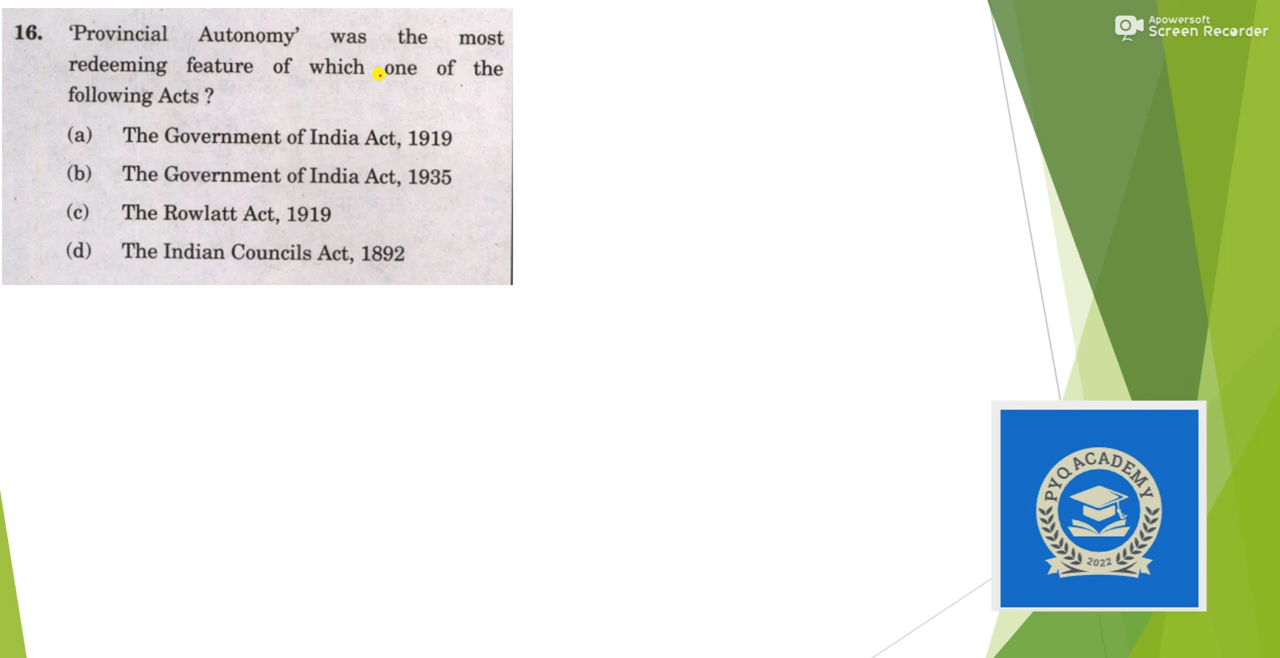 16. 'Provincial Autonomy' was the most
redeeming feature of which one of the
following Acts ?
(a) The Government of India Act, 1919
(b) The Government of India Act, 1935
(c) The Rowlatt Act, 1919
(d) The Indian Councils Act, 1892
Apowersoft
Screen Recorder
PYQ ACADEMY
2022